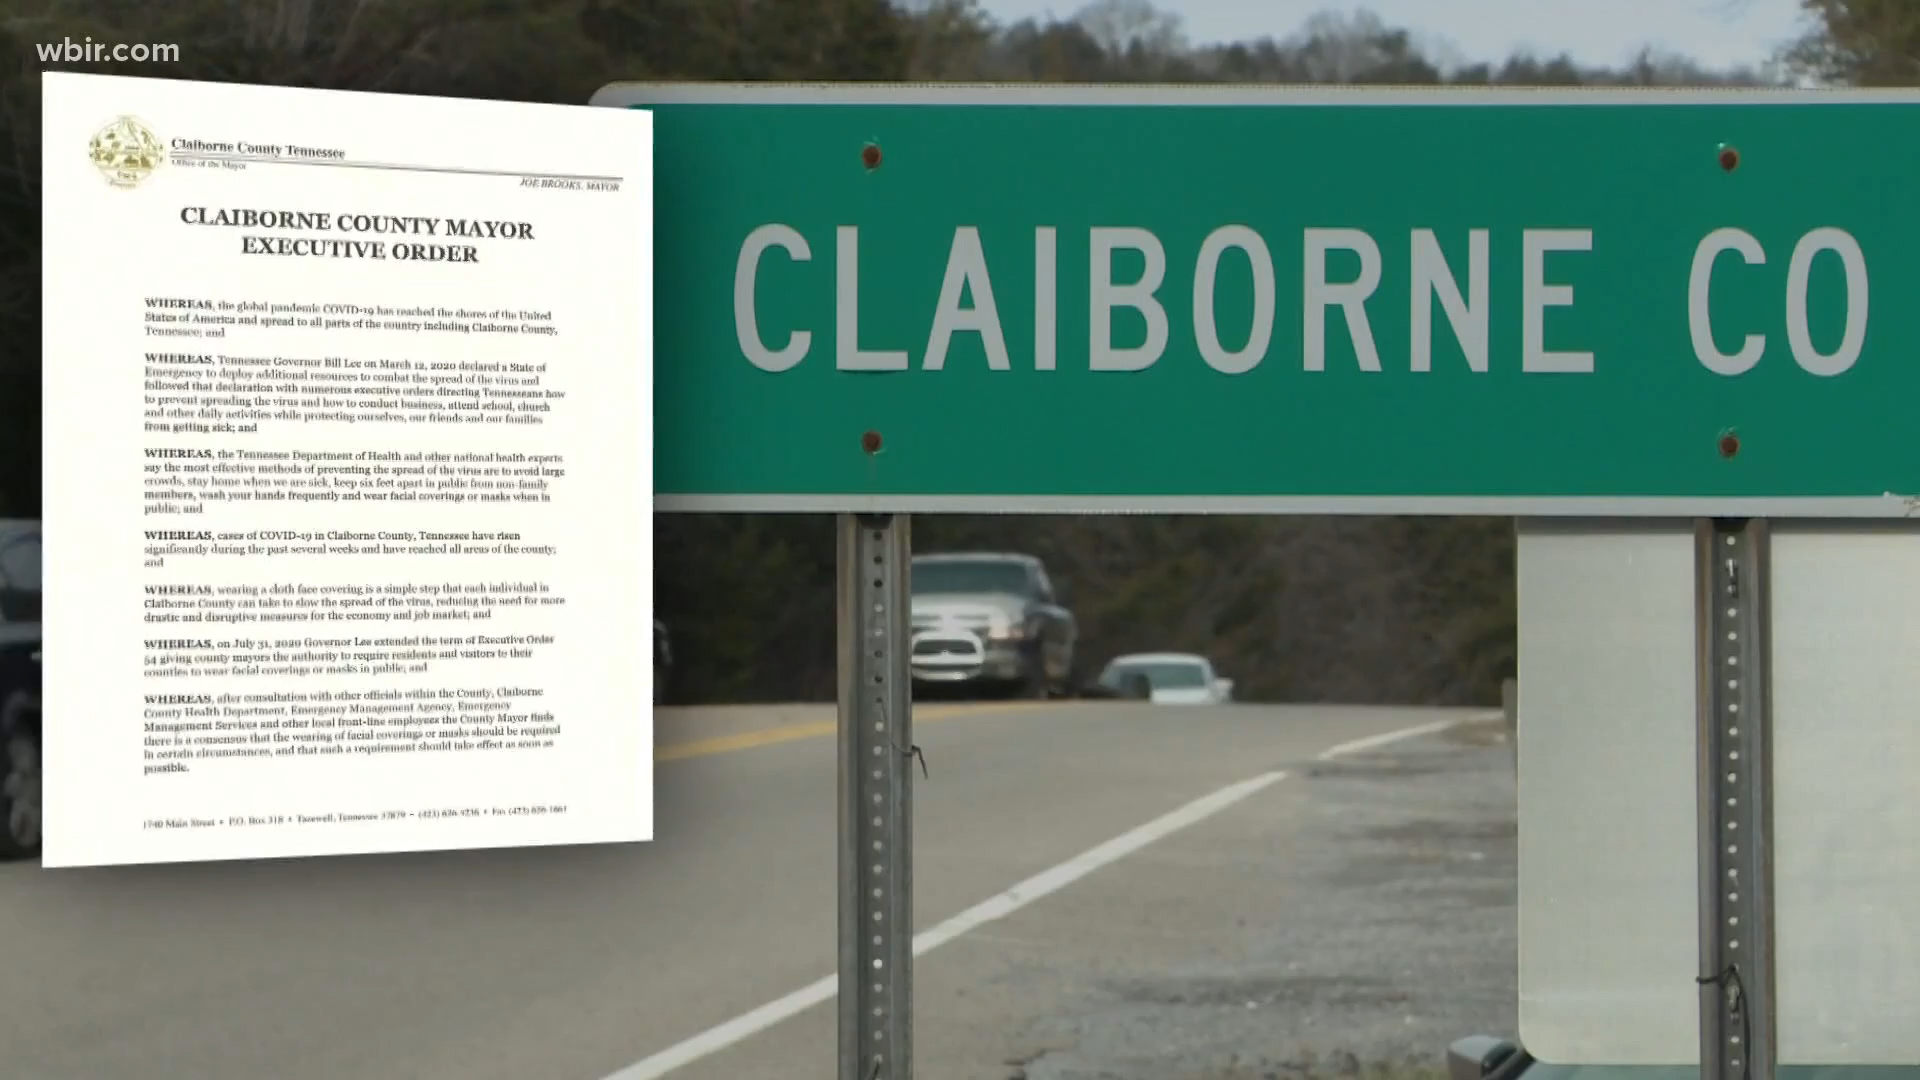 wbir.com
Claiborne County Tennessee
Office of the Mayor
JOE BROOKS, MAYOR
CLAIBORNE COUNTY MAYOR
EXECUTIVE ORDER
WHEREAS, the global pandemic COVID-19 has reached the shores of the United
States of America and spread to all parts of the country including Claiborne County,
Tennessee; and
WHEREAS, Tennessee Governor Bill Lee on March 12, 2020 declared a State of
Emergency to deploy additional resources to combat the spread of the virus and
followed that declaration with numerous executive orders directing Tennesseans how
to prevent spreading the virus and how to conduct business, attend school, church
and other daily activities while protecting ourselves, our friends and our families
from getting sick; and
WHEREAS, the Tennessee Department of Health and other national health experts
say the most effective methods of preventing the spread of the virus are to avoid large
crowds, stay home when we are sick, keep six feet apart in public from non-family
members, wash your hands frequently and wear facial coverings or masks when in
public; and
WHEREAS, cases of COVID-19 in Claiborne County, Tennessee have risen
significantly during the past several weeks and have reached all areas of the county;
and
WHEREAS, wearing a cloth face covering is a simple step that each individual in
Claiborne County can take to slow the spread of the virus, reducing the need for more
drastic and disruptive measures for the economy and job market; and
WHEREAS, on July 31, 2020 Governor Lee extended the term of Executive Order
54 giving county mayors the authority to require residents and visitors to their
counties to wear facial coverings or masks in public; and
WHEREAS, after consultation with other officials within the County, Claiborne
County Health Department, Emergency Management Agency, Emergency
Management Services and other local front-line employees the County Mayor finds
there is a consensus that the wearing of facial coverings or masks should be required
in certain circumstances, and that such a requirement should take effect as soon as
possible.
1740 Main Street • P.O. Box 318 • Tazewell, Tennessee 37879 ~ (423) 626- • Fax (423) 626-1661
CLAIBORNE CO